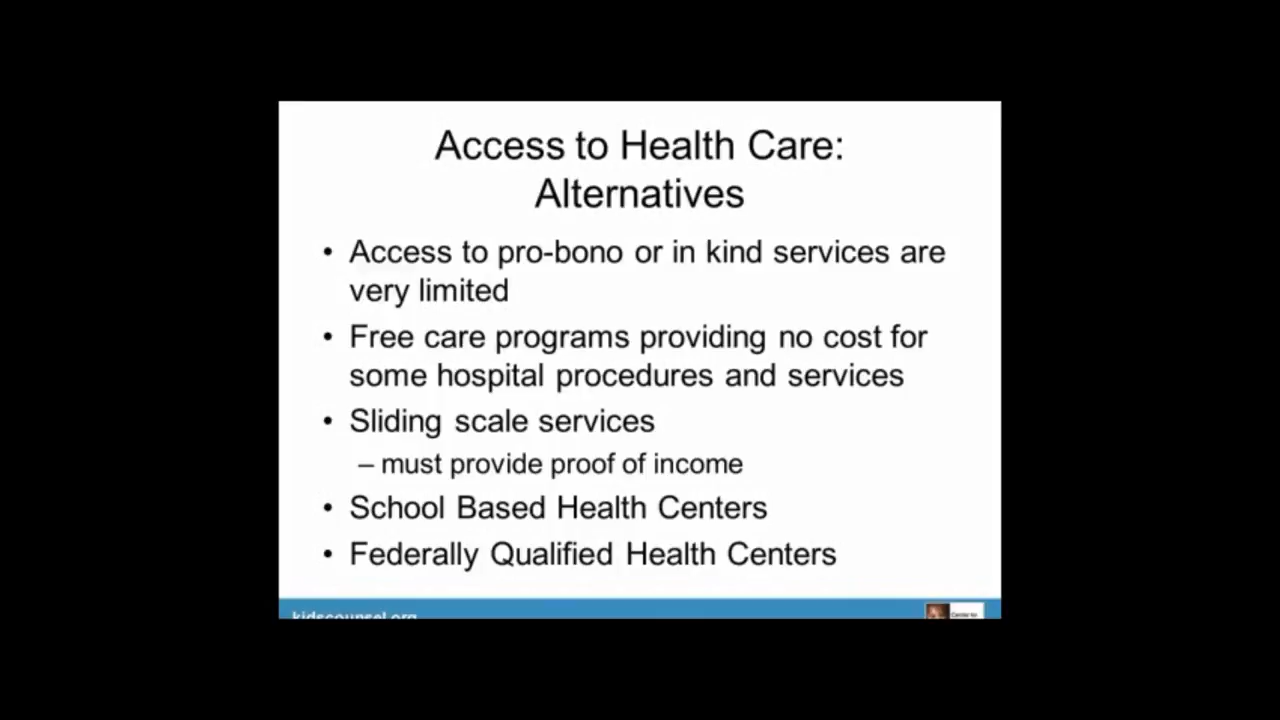 Access to Health Care:
Alternatives
• Access to pro-bono or in kind services are
very limited
• Free care programs providing no cost for
some hospital procedures and services
• Sliding scale services
– must provide proof of income
• School Based Health Centers
• Federally Qualified Health Centers
kidscounsel.org
Center for